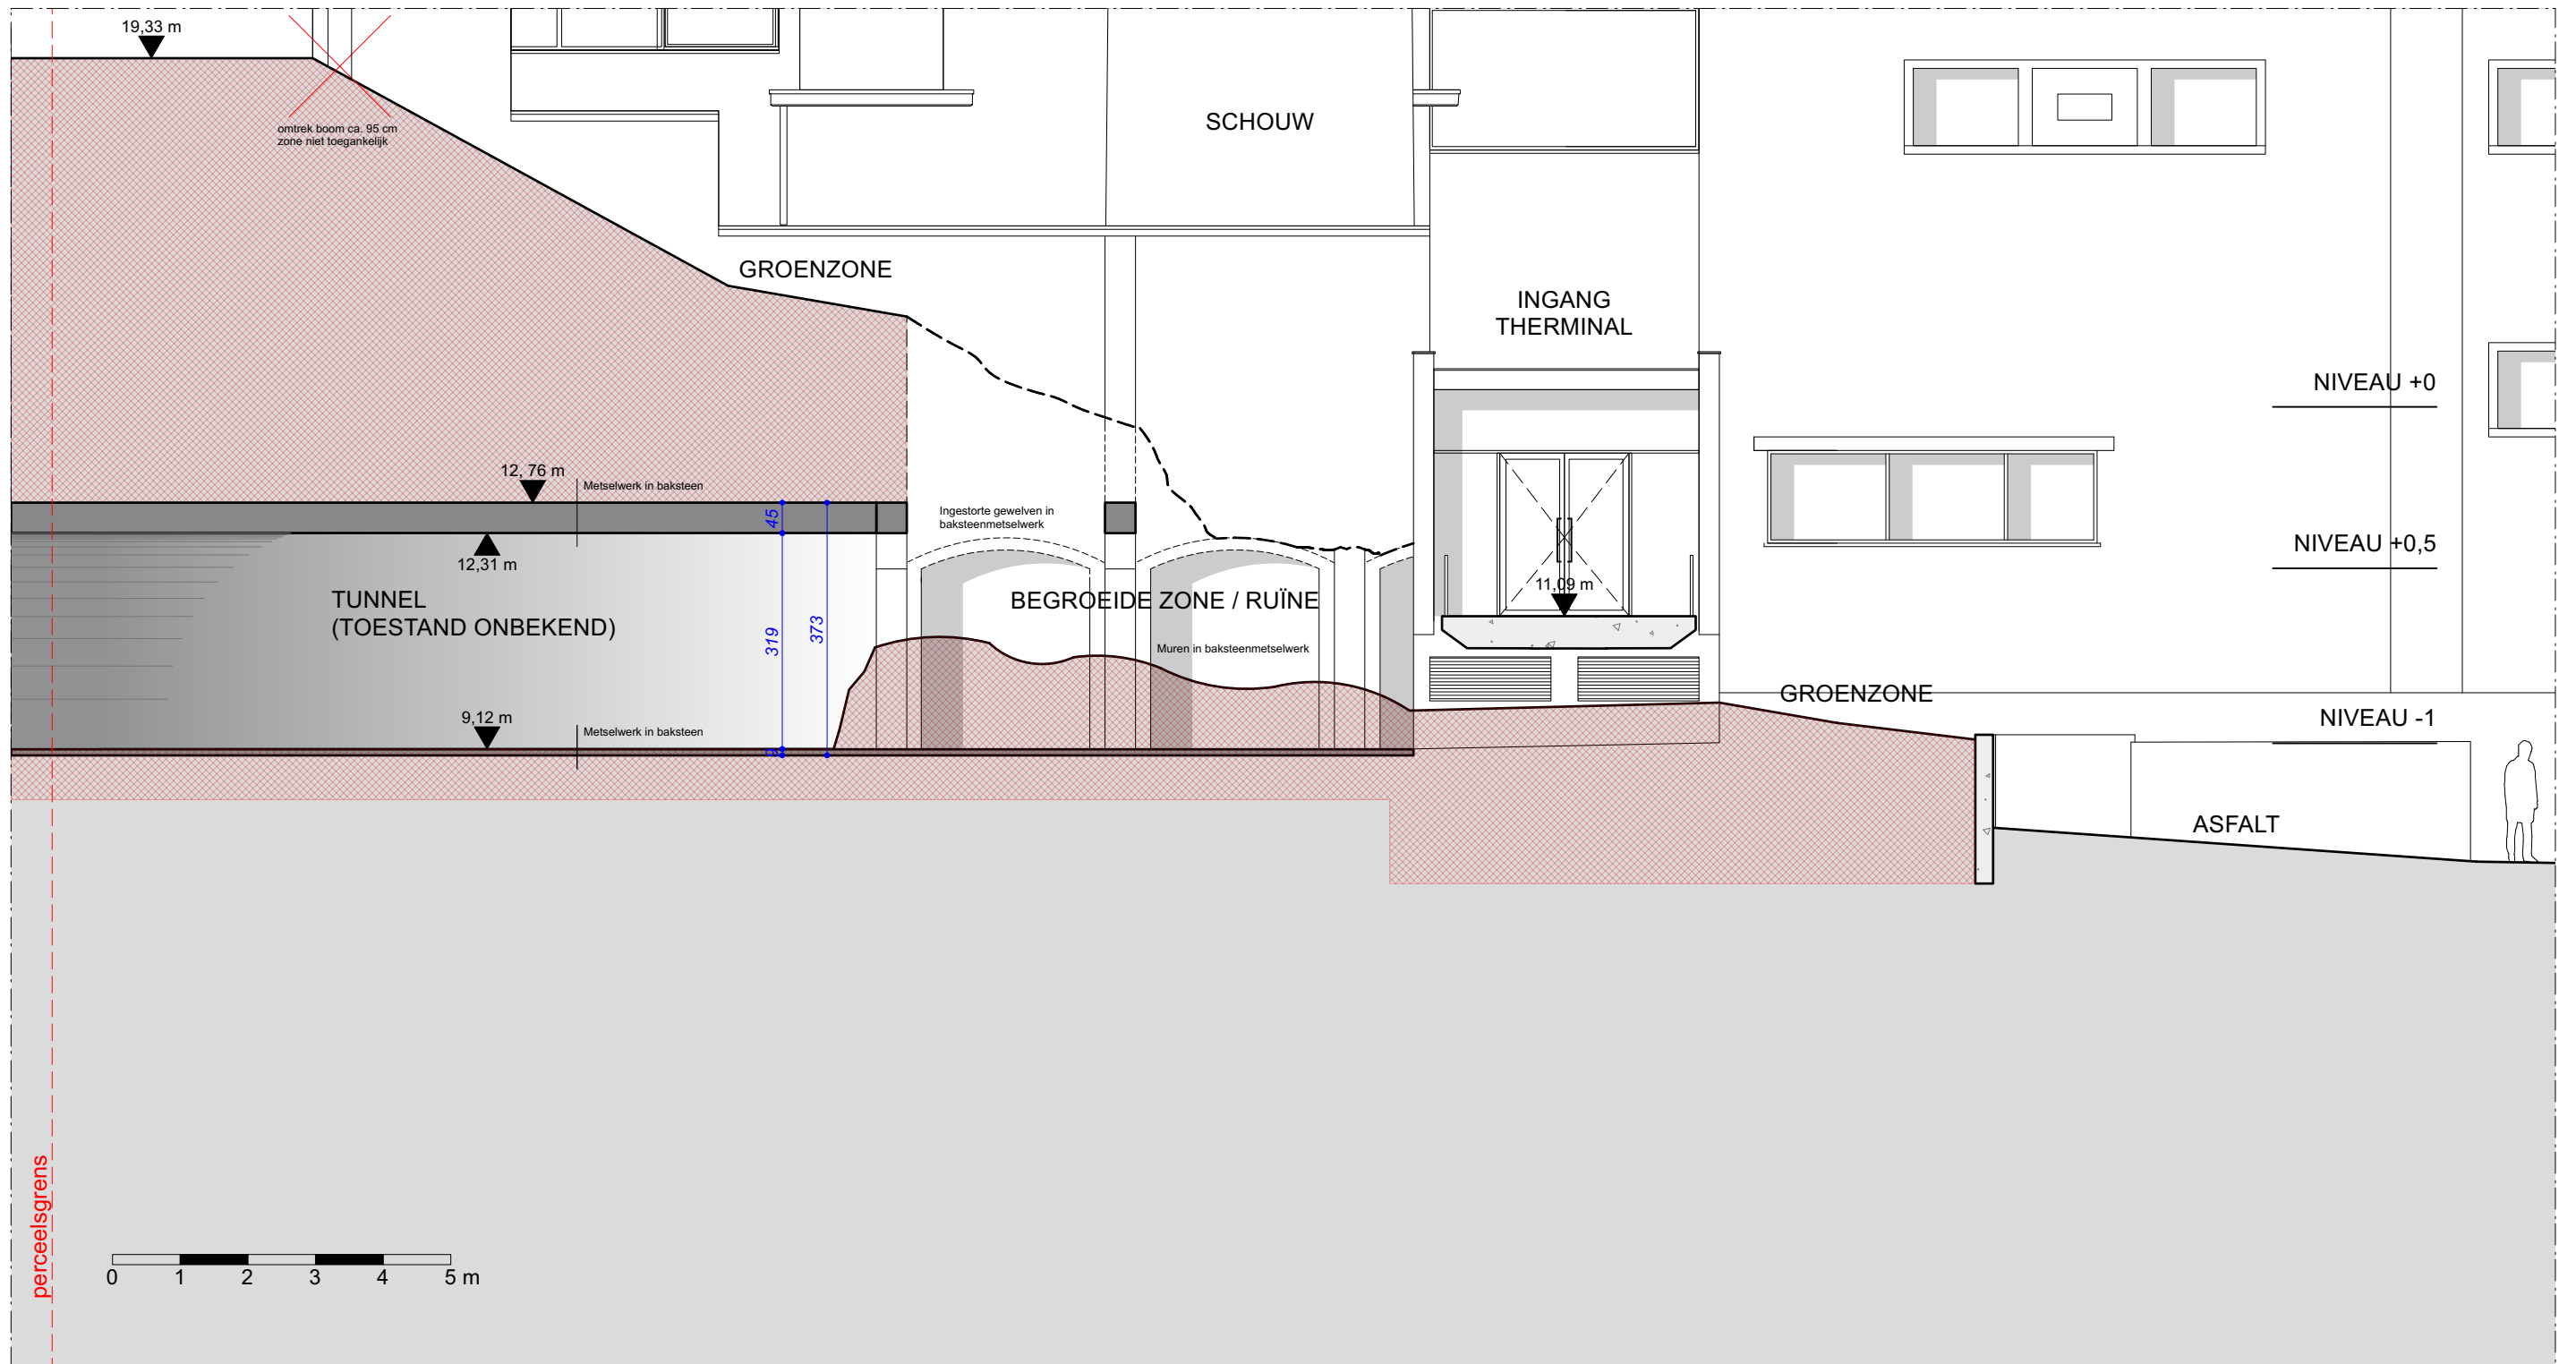 19,33 m
omtrek boom ca. 95 cm
zone niet toegankelijk
SCHOUW
GROENZONE
INGANG
THERMINAL
NIVEAU +0
12, 76 m
Metselwerk in baksteen
45
Ingestorte gewelven in
baksteenmetselwerk
NIVEAU +0,5
12,31 m
11,09 m
TUNNEL
(TOESTAND ONBEKEND)
319
373
BEGROEIDE ZONE / RUÏNE
Muren in baksteenmetselwerk
GROENZONE
9,12 m
Metselwerk in baksteen
9
NIVEAU -1
ASFALT
perceelsgrens
0 1 2 3 4 5 m